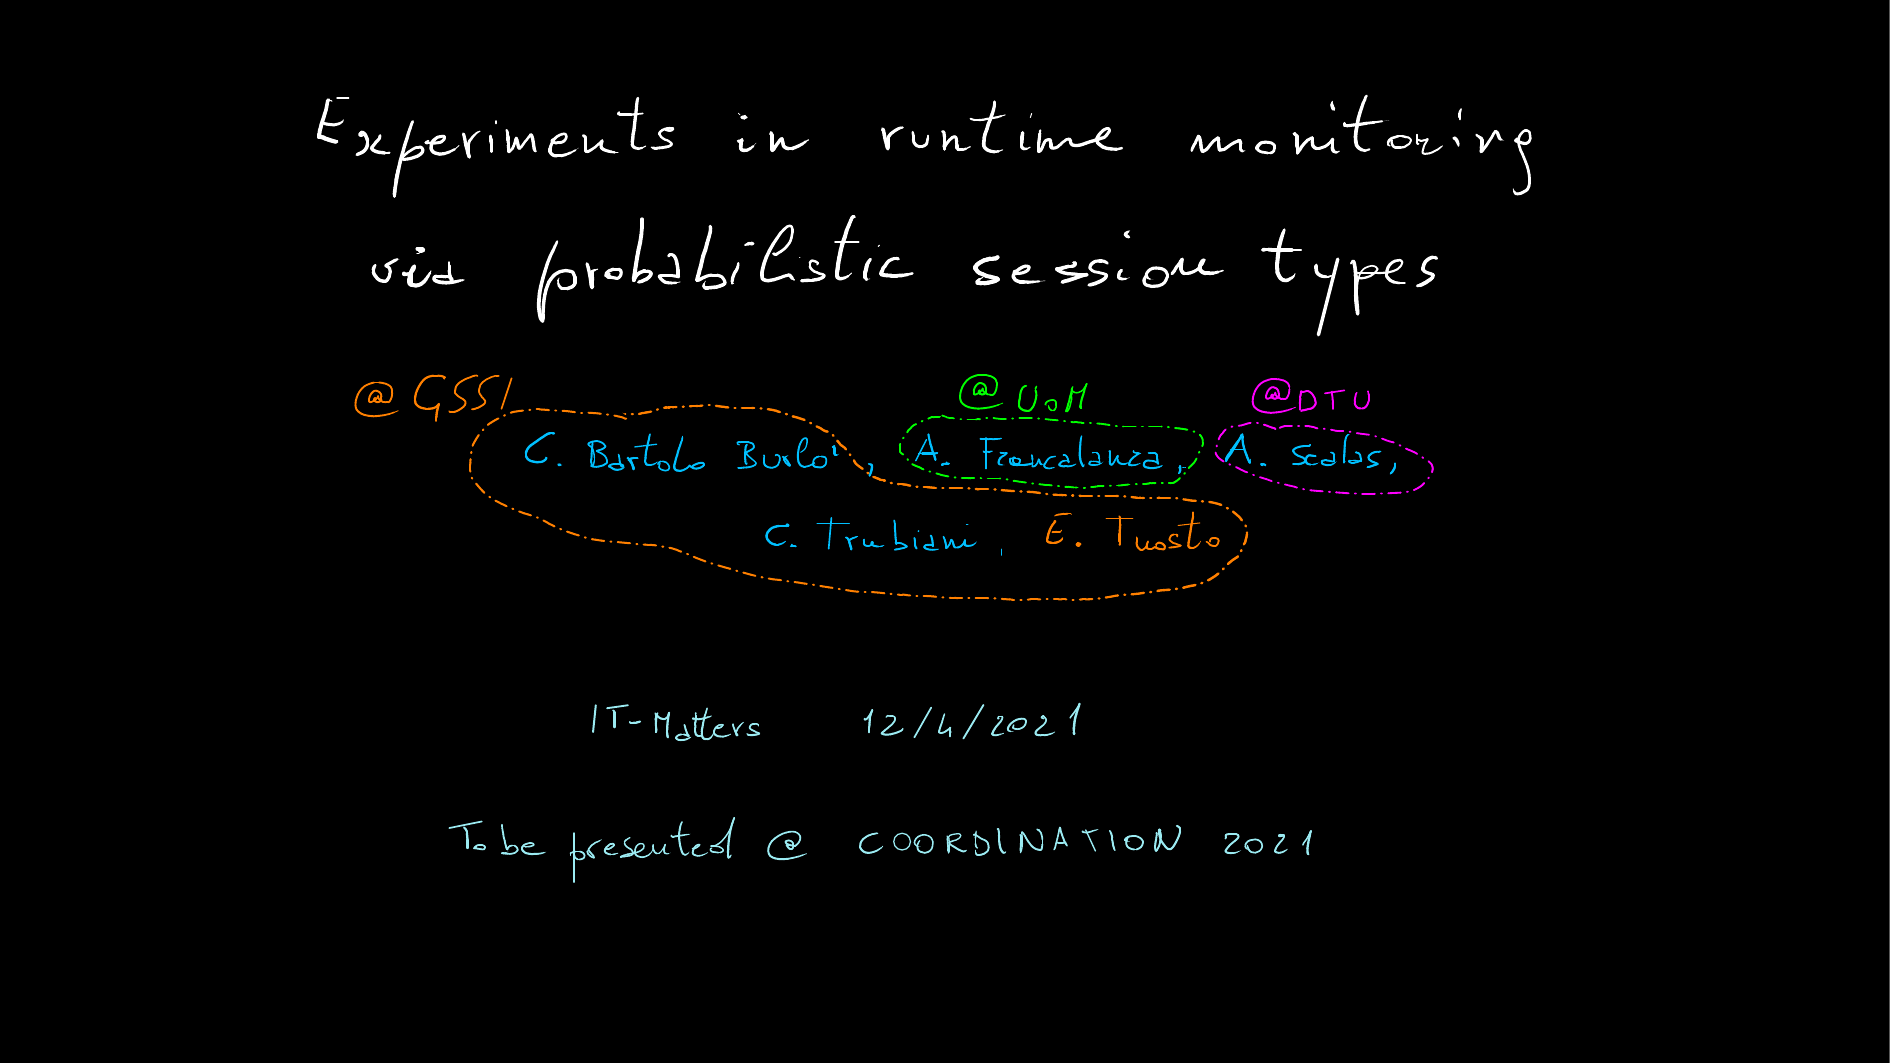 Experiments in runtime monitoring
via probabilistic session types
@ GSSI @ UoM @ DTU
C. Bartolo Burlo', A. Francalanza, A. Scalas,
C. Trubiani, E. Tuosto
IT-Matters 12/4/2021
To be presented @ COORDINATION 2021